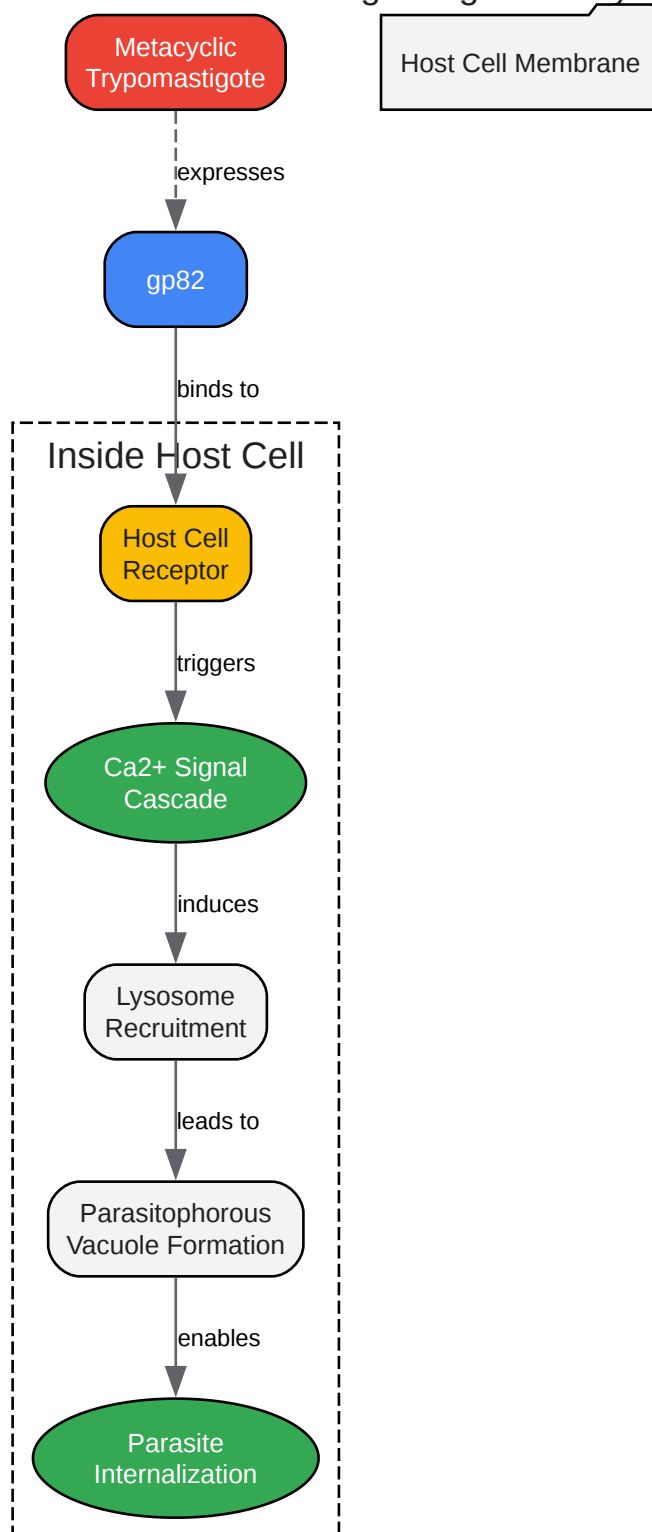 Metacyclic
Trypomastigote
Host Cell Membrane
expresses
gp82
binds to
Inside Host Cell
Host Cell
Receptor
triggers
Ca2+ Signal
Cascade
induces
Lysosome
Recruitment
leads to
Parasitophorous
Vacuole Formation
enables
Parasite
Internalization